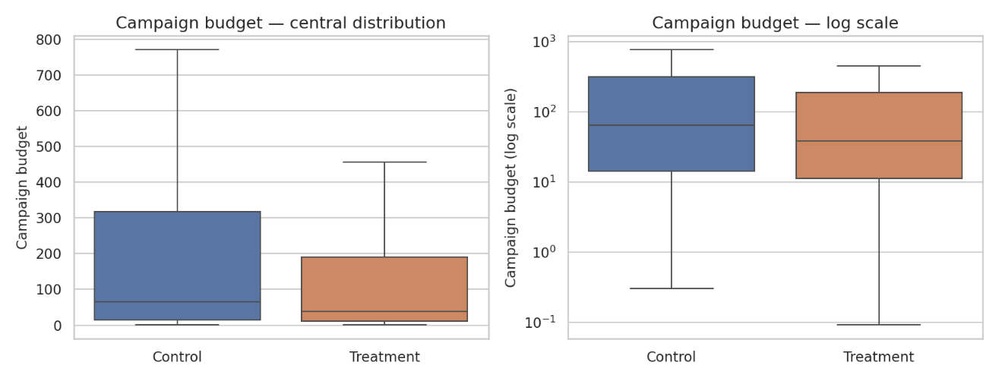 Campaign budget — central distribution
Campaign budget
800
700
600
500
400
300
200
100
0
Control
Treatment
Campaign budget — log scale
Campaign budget (log scale)
10³
10²
10¹
10⁰
10⁻¹
Control
Treatment